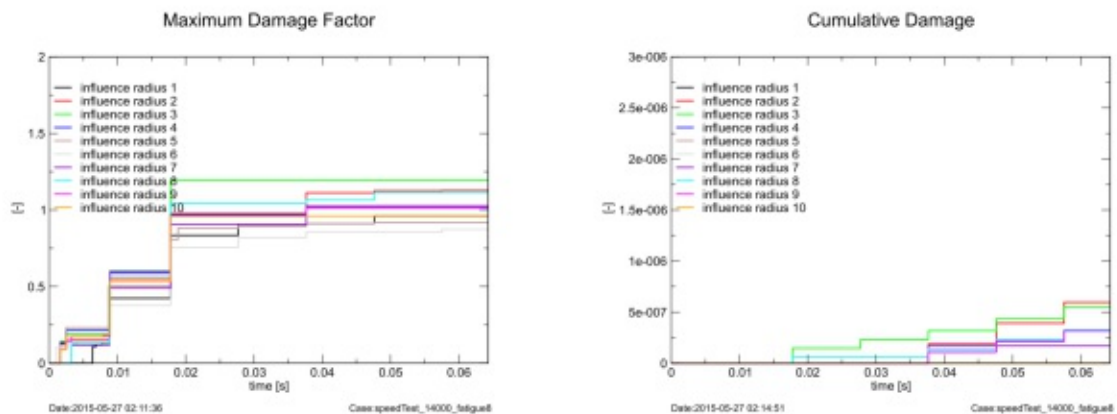 Maximum Damage Factor
2
1.5
1
0.5
0
[-]
influence radius 1
influence radius 2
influence radius 3
influence radius 4
influence radius 5
influence radius 6
influence radius 7
influence radius 8
influence radius 9
influence radius 10
0 0.01 0.02 0.03 0.04 0.05 0.06
time [s]
Date:2015-05-27 02:11:36 Case:speedTest_14000_fatigue8
Cumulative Damage
3e-006
2.5e-006
2e-006
1.5e-006
1e-006
5e-007
0
[-]
influence radius 1
influence radius 2
influence radius 3
influence radius 4
influence radius 5
influence radius 6
influence radius 7
influence radius 8
influence radius 9
influence radius 10
0 0.01 0.02 0.03 0.04 0.05 0.06
time [s]
Date:2015-05-27 02:14:51 Case:speedTest_14000_fatigue8